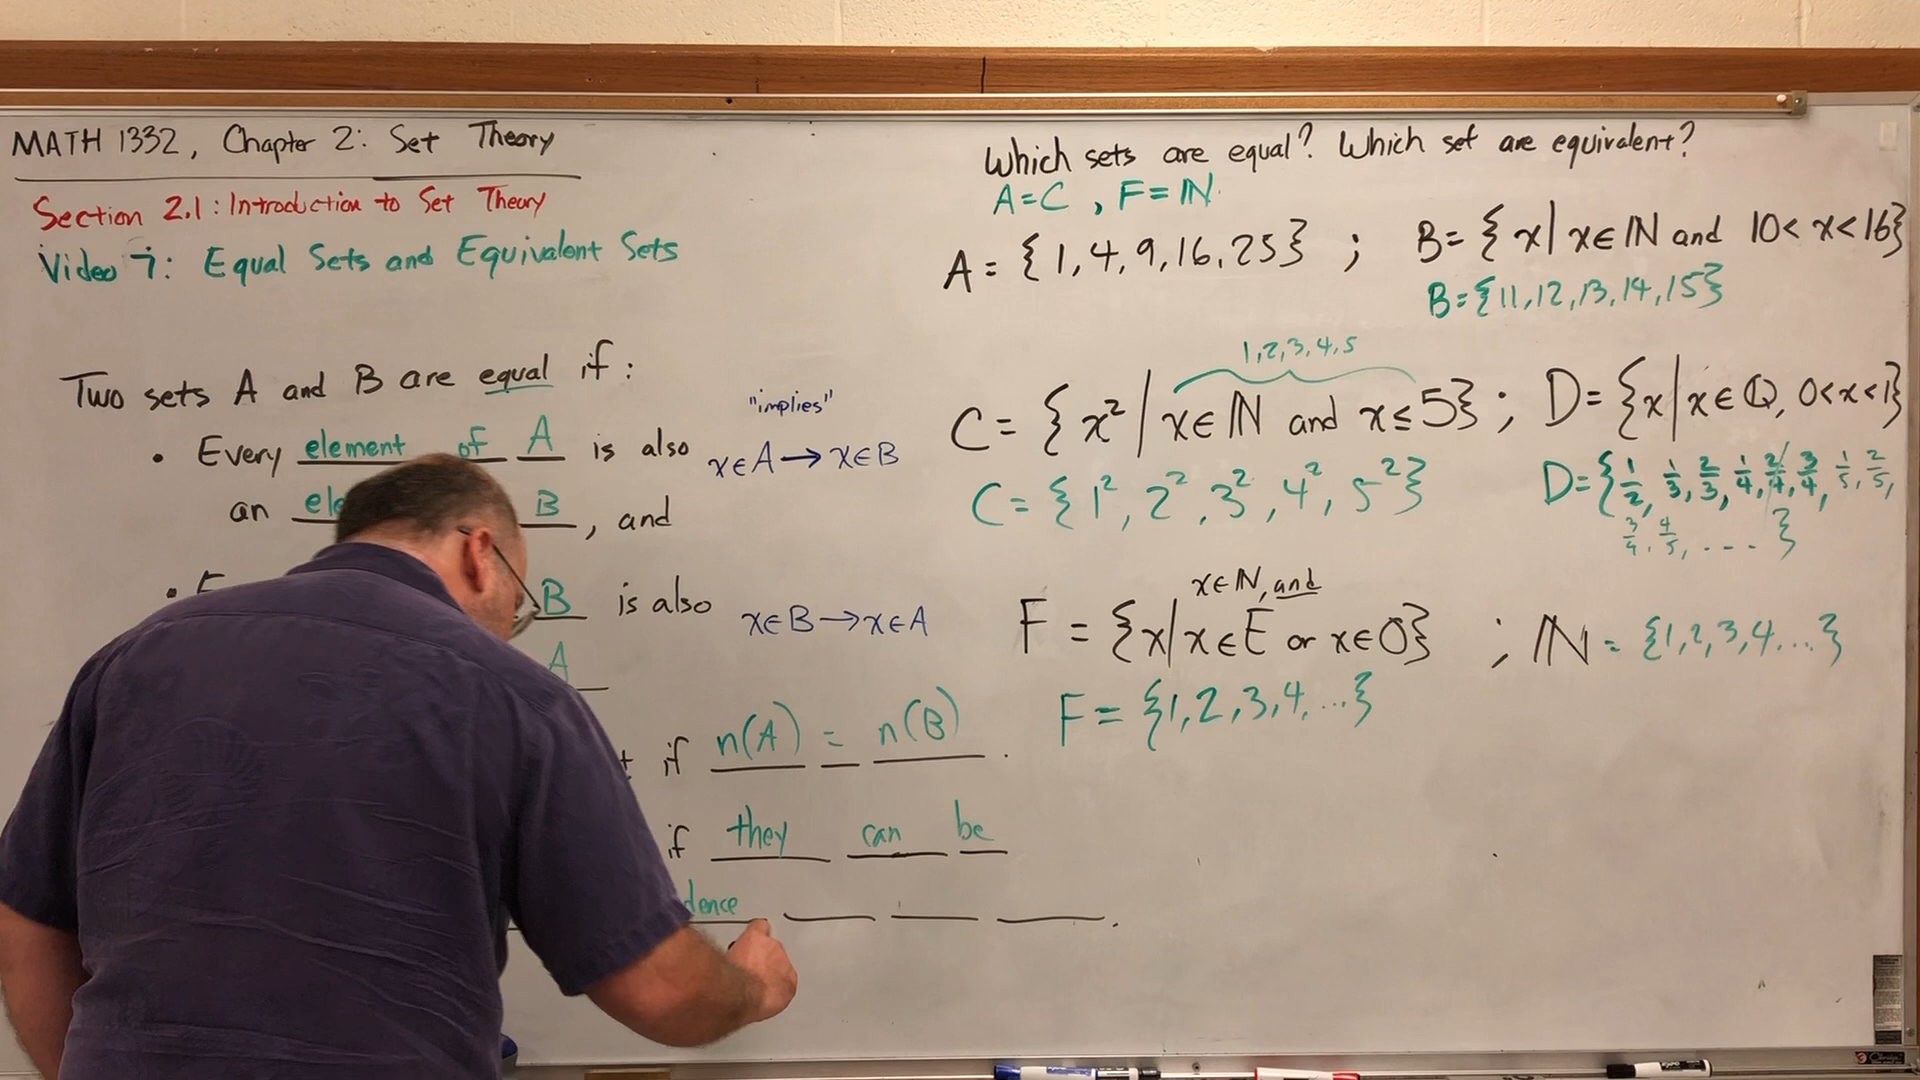 MATH 1332, Chapter 2: Set Theory
Section 2.1: Introduction to Set Theory
Video 7: Equal Sets and Equivalent Sets
Two sets A and B are equal if:
"implies"
• Every element of A is also x∈A→x∈B
an ele B, and
• E B is also x∈B→x∈A
A
t if n(A) = n(B).
if they can be
dence .
Which sets are equal? Which set are equivalent?
A=C, F=ℕ
A = {1,4,9,16,25} ; B= {x|x∈ℕ and 10<x<16}
B={11,12,13,14,15}
1,2,3,4,5
C= {x²|x∈ℕ and x≤5} ; D= {x|x∈ℚ, 0<x<1}
C= {1², 2², 3², 4², 5²} D={1/2, 1/3, 2/3, 1/4, 2/4, 3/4, 1/5, 2/5,
3/4, 4/5, ....}
x∈ℕ, and
F = {x|x∈E or x∈O} ; ℕ = {1,2,3,4...}
F = {1,2,3,4,...}